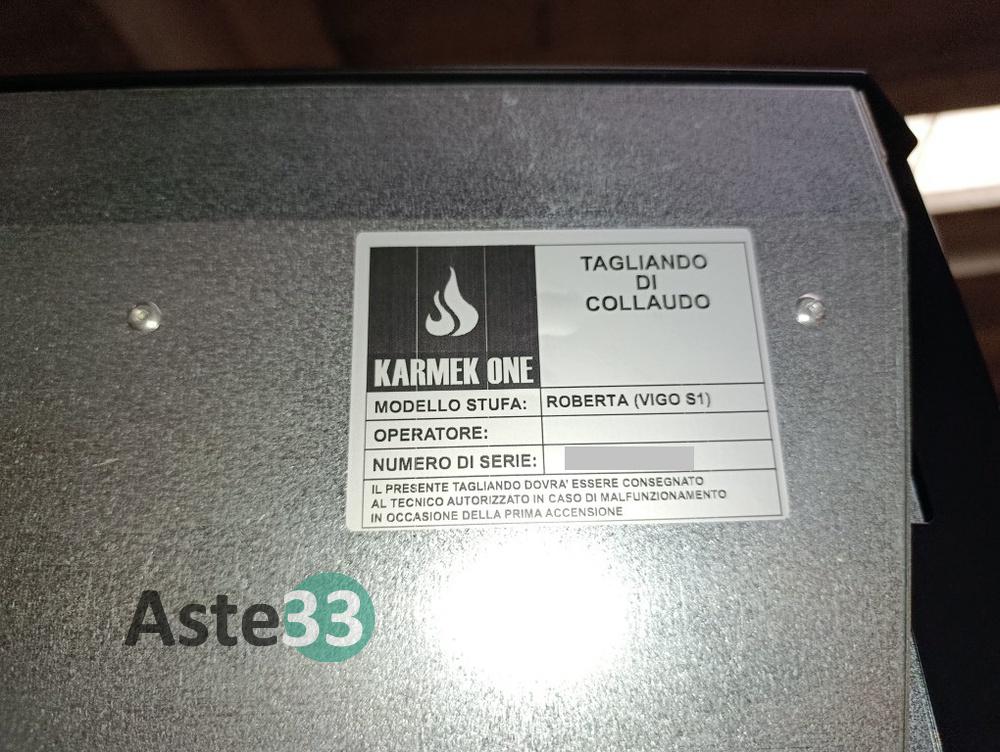 KARMEK ONE
TAGLIANDO
DI
COLLAUDO
MODELLO STUFA: ROBERTA (VIGO S1)
OPERATORE:
NUMERO DI SERIE:
IL PRESENTE TAGLIANDO DOVRA' ESSERE CONSEGNATO
AL TECNICO AUTORIZZATO IN CASO DI MALFUNZIONAMENTO
IN OCCASIONE DELLA PRIMA ACCENSIONE
Aste33